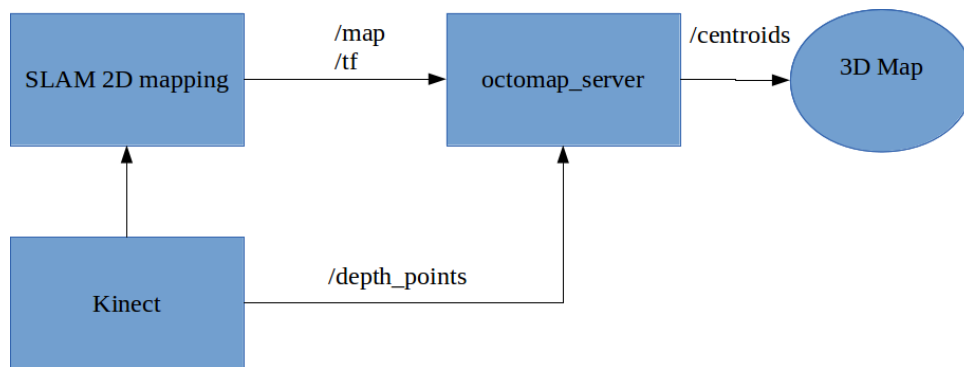 /map
/tf
/centroids
SLAM 2D mapping
octomap_server
3D Map
/depth_points
Kinect